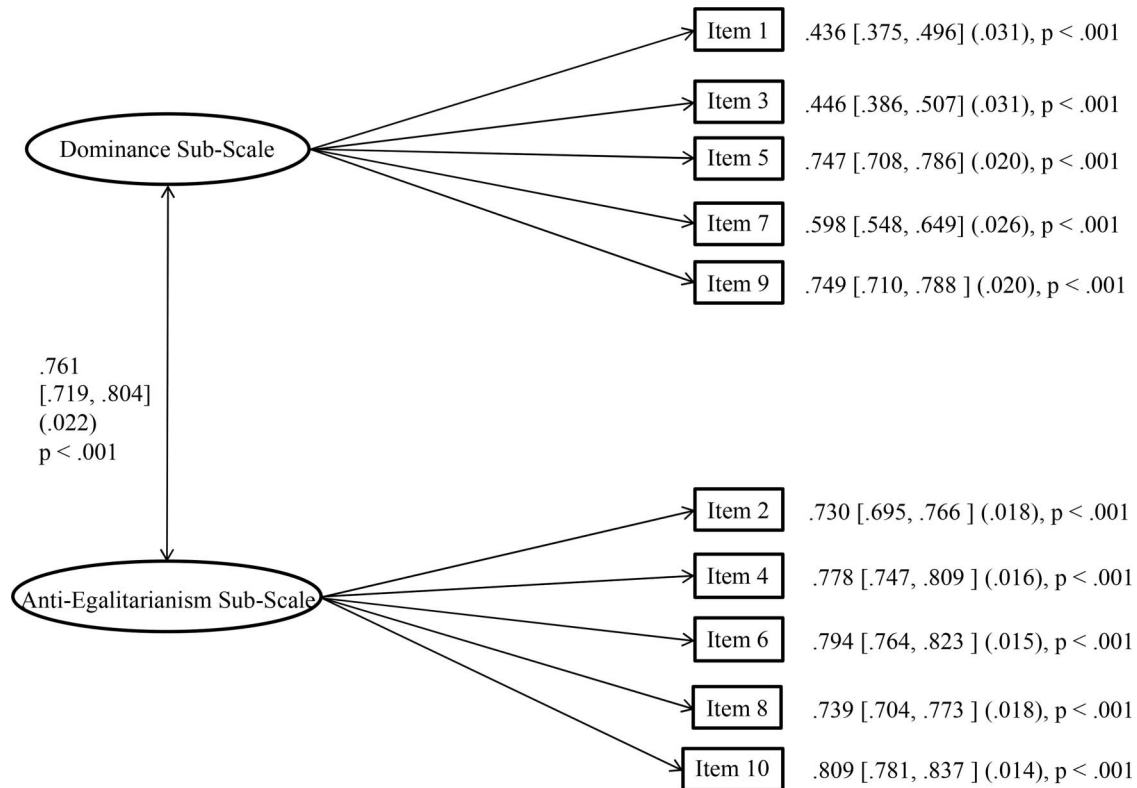 Item 1 .436 [.375, .496] (.031), p < .001
Item 3 .446 [.386, .507] (.031), p < .001
Dominance Sub-Scale
Item 5 .747 [.708, .786] (.020), p < .001
Item 7 .598 [.548, .649] (.026), p < .001
Item 9 .749 [.710, .788 ] (.020), p < .001
.761
[.719, .804]
(.022)
p < .001
Item 2 .730 [.695, .766 ] (.018), p < .001
Item 4 .778 [.747, .809] (.016), p < .001
Anti-Egalitarianism Sub-Scale
Item 6 .794 [.764, .823] (.015), p < .001
Item 8 .739 [.704, .773] (.018), p < .001
Item 10 .809 [.781, .837 ] (.014), p < .001